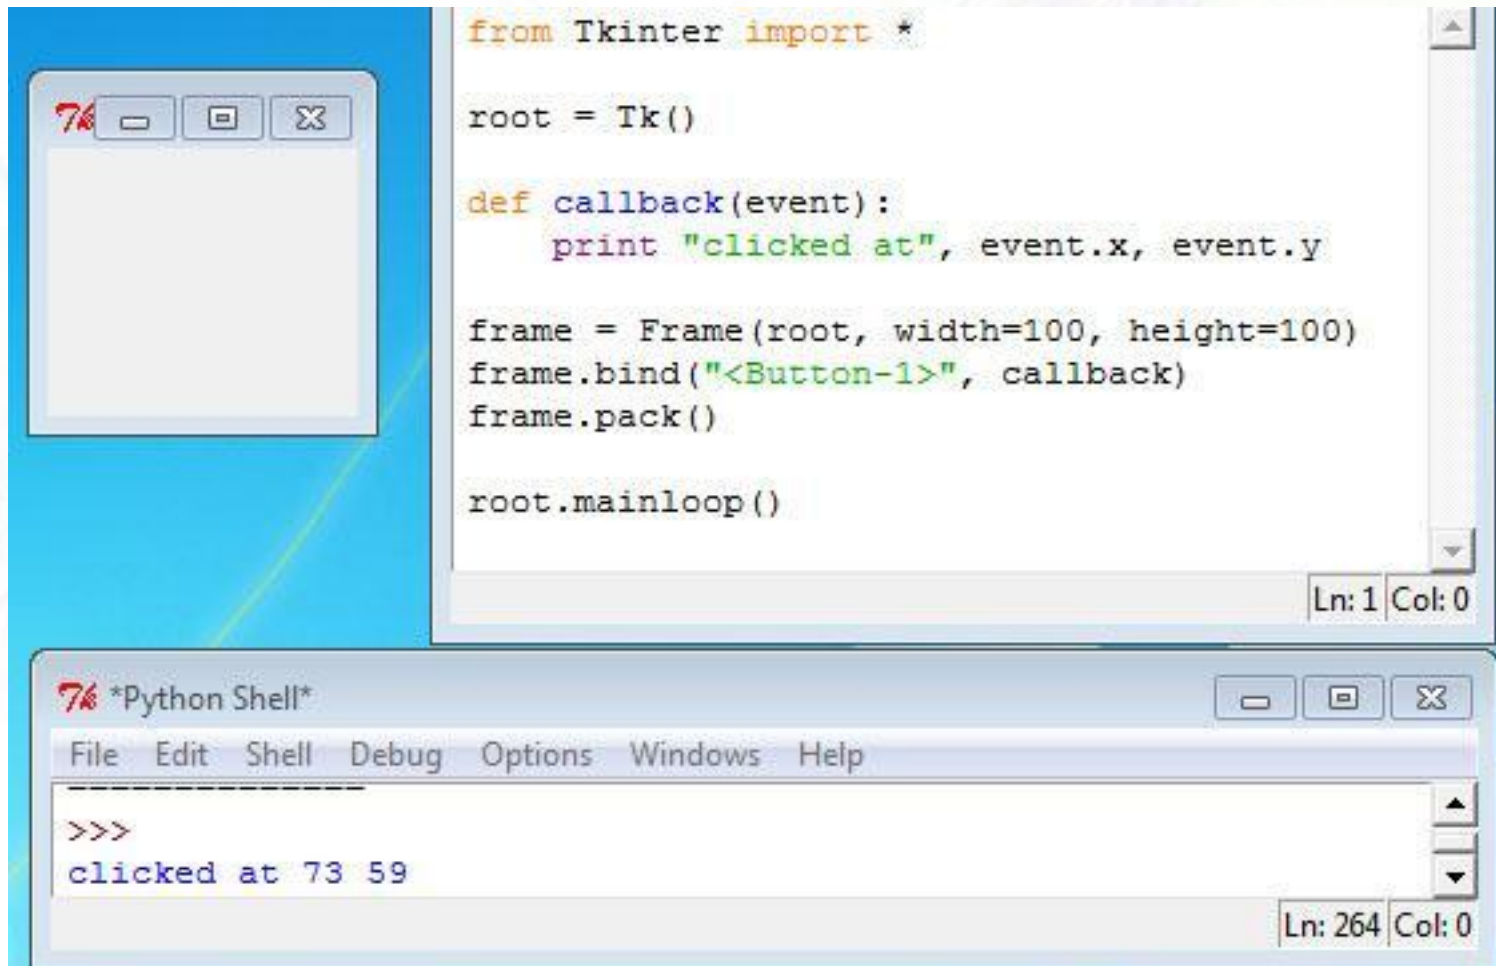 from Tkinter import *
root = Tk()
def callback(event):
    print "clicked at", event.x, event.y
frame = Frame(root, width=100, height=100)
frame.bind("<Button-1>", callback)
frame.pack()
root.mainloop()
Ln: 1 Col: 0
*Python Shell*
File Edit Shell Debug Options Windows Help
>>>
clicked at 73 59
Ln: 264 Col: 0